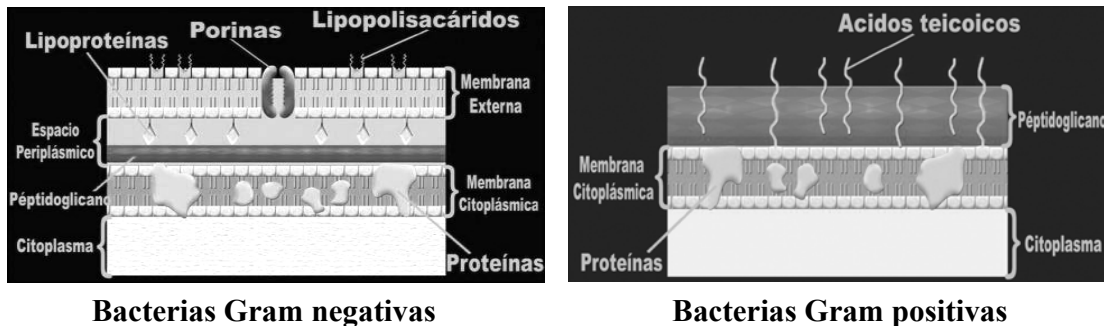 Lipoproteínas
Porinas
Lipopolisacáridos
Membrana
Externa
Espacio
Periplásmico
Péptidoglicano
Membrana
Citoplásmica
Citoplasma
Proteínas
Bacterias Gram negativas
Acidos teicoicos
Péptidoglicano
Membrana
Citoplásmica
Proteínas
Citoplasma
Bacterias Gram positivas